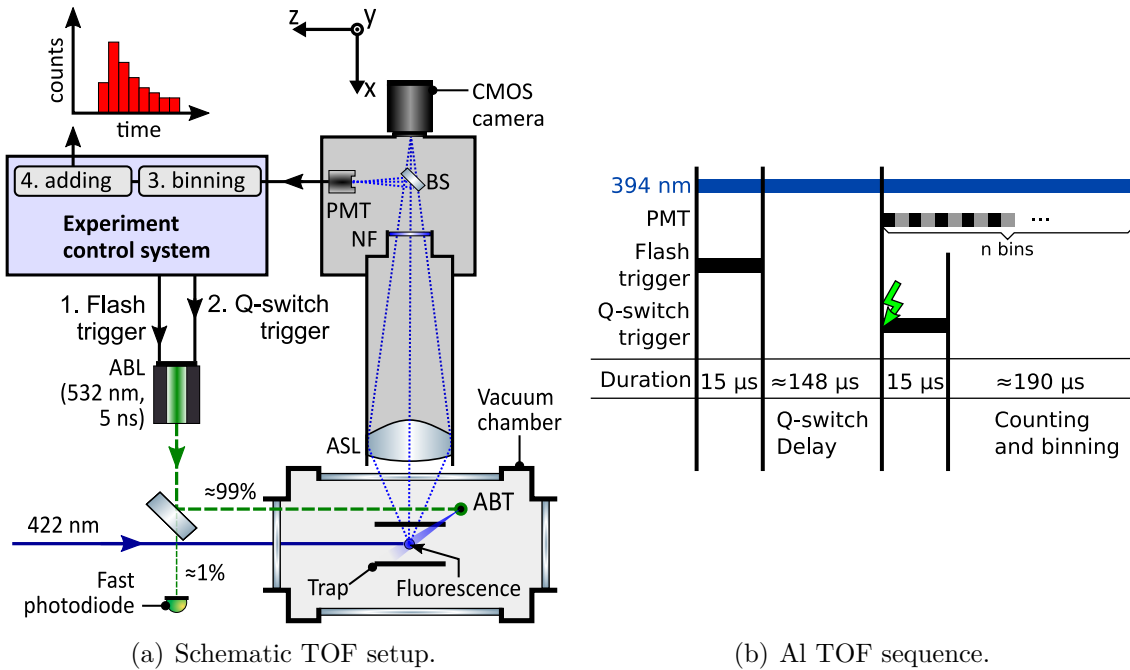 counts
time
z
y
x
CMOS
camera
4. adding
3. binning
Experiment
control system
PMT
BS
NF
1. Flash
trigger
2. Q-switch
trigger
ABL
(532 nm,
5 ns)
ASL
Vacuum
chamber
≈99%
ABT
422 nm
≈1%
Fast
photodiode
Trap
Fluorescence
(a) Schematic TOF setup.
394 nm
PMT
...
n bins
Flash
trigger
Q-switch
trigger
Duration 15 μs ≈148 μs 15 μs ≈190 μs
Q-switch
Delay
Counting
and binning
(b) Al TOF sequence.